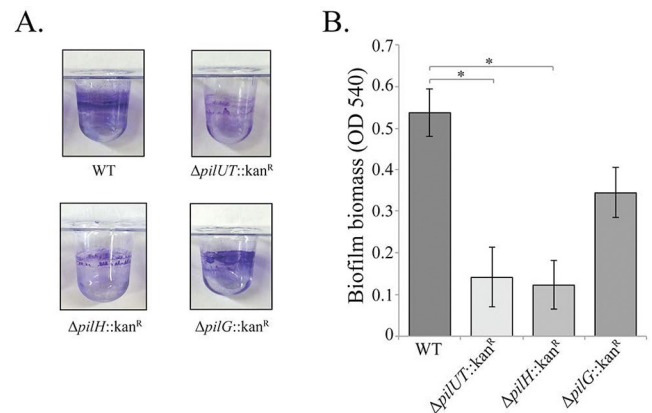 A.
WT
ΔpilUT::kanᴿ
ΔpilH::kanᴿ
ΔpilG::kanᴿ
B.
Biofilm biomass (OD 540)
0.7
0.6
0.5
0.4
0.3
0.2
0.1
0
*
*
WT
ΔpilUT::kanᴿ
ΔpilH::kanᴿ
ΔpilG::kanᴿ